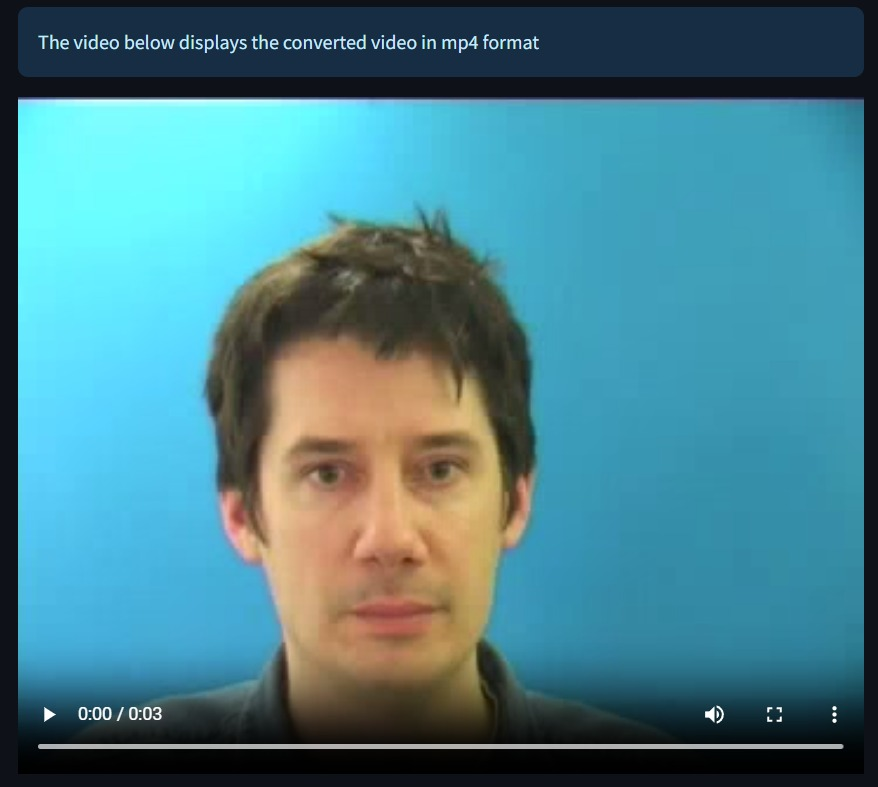 The video below displays the converted video in mp4 format
0:00 / 0:03